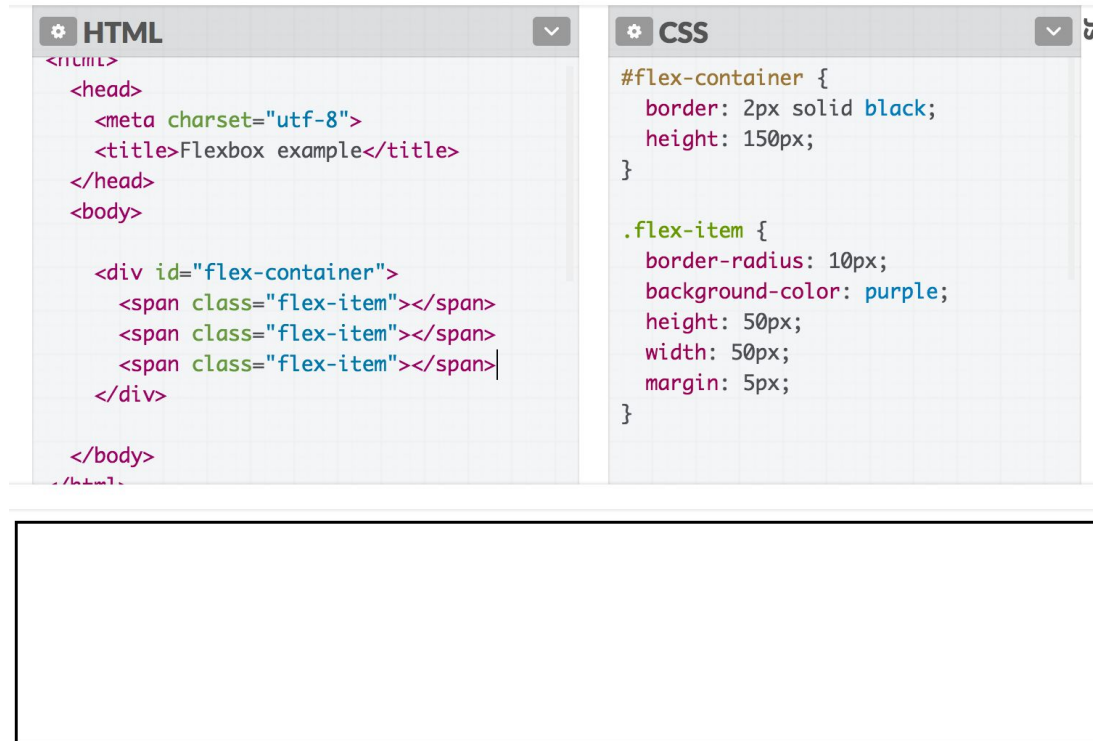 HTML
<html>
<head>
<meta charset="utf-8">
<title>Flexbox example</title>
</head>
<body>
<div id="flex-container">
<span class="flex-item"></span>
<span class="flex-item"></span>
<span class="flex-item"></span>
</div>
</body>
</html>
CSS
#flex-container {
border: 2px solid black;
height: 150px;
}
.flex-item {
border-radius: 10px;
background-color: purple;
height: 50px;
width: 50px;
margin: 5px;
}